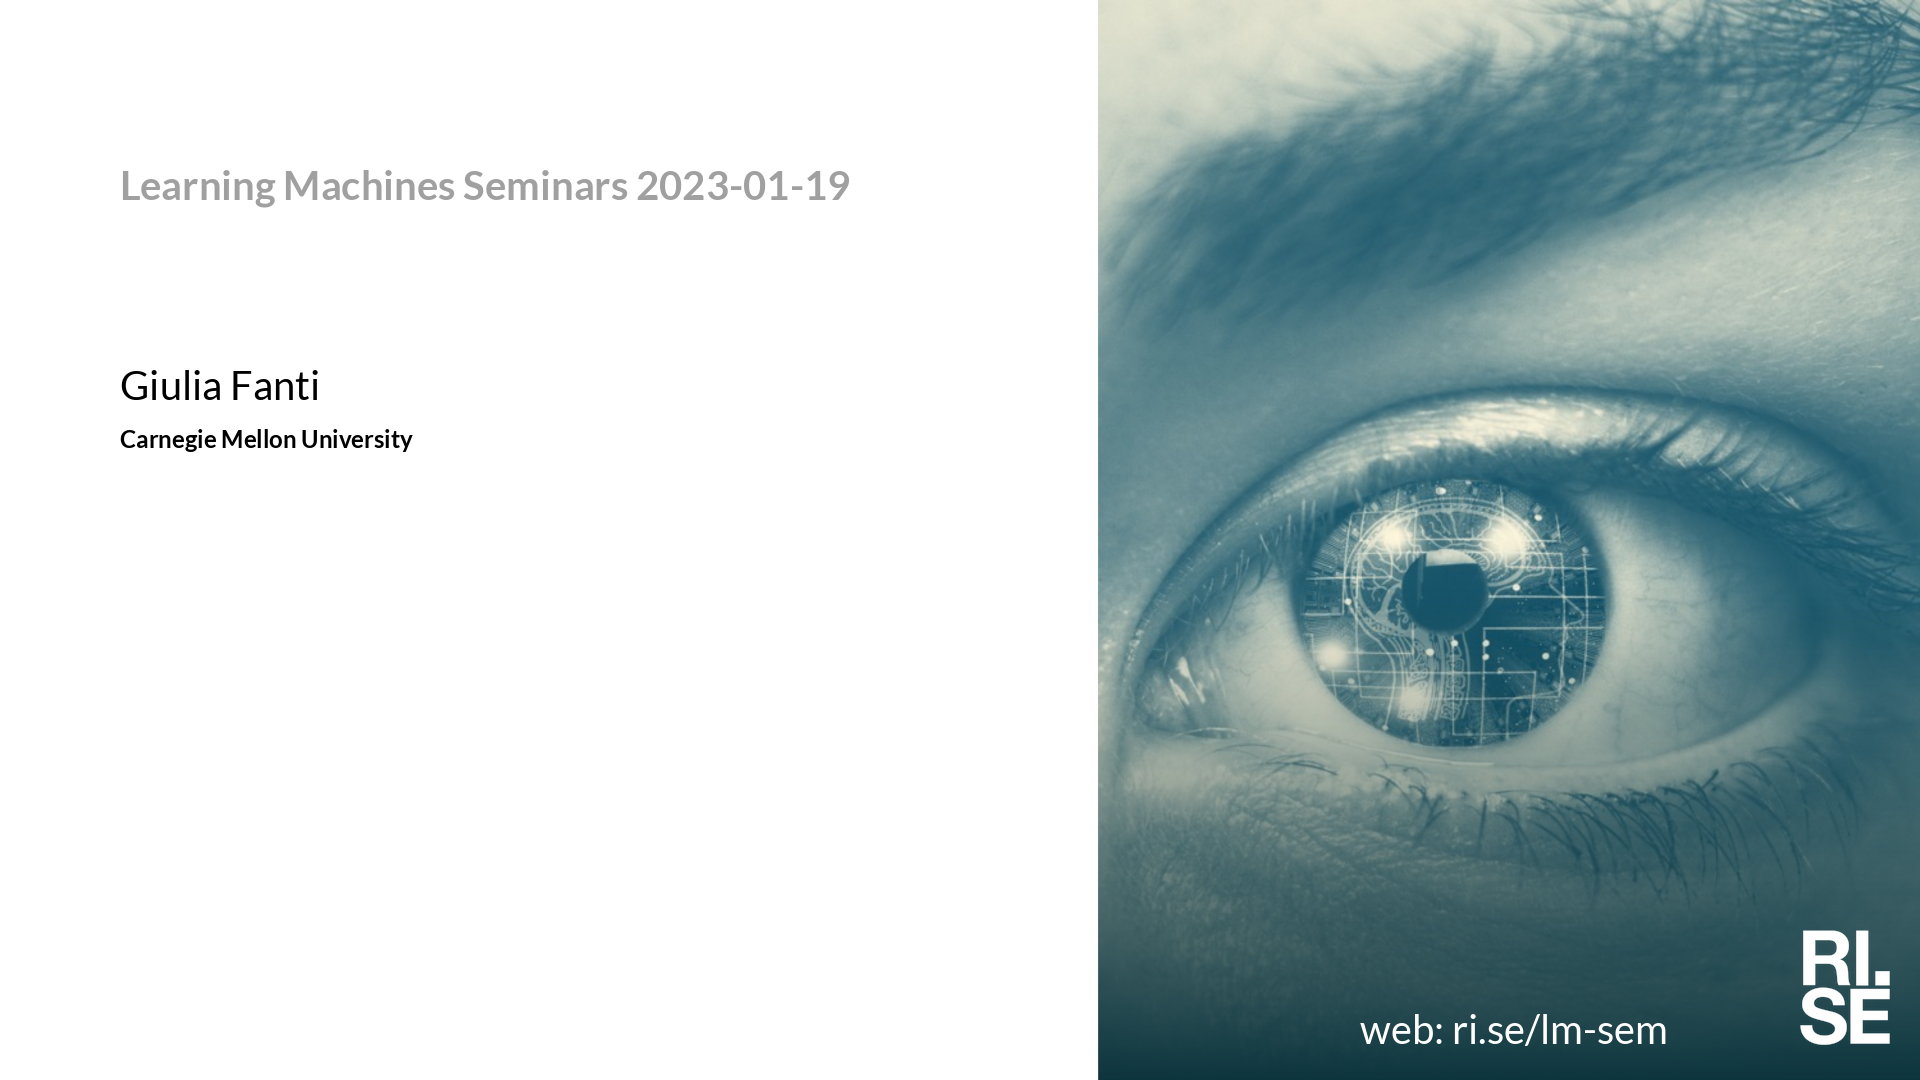 Learning Machines Seminars 2023-01-19
Giulia Fanti
Carnegie Mellon University
web: ri.se/lm-sem
RI.
SE